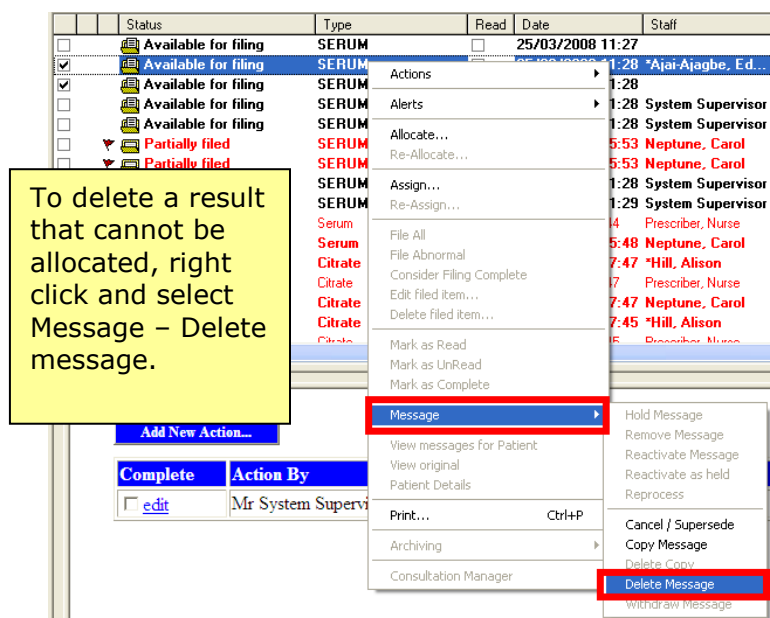 Status Type Read Date Staff
Available for filing SERUM 25/03/2008 11:27
Available for filing SERUM 1:28 *Ajai-Ajagbe, Ed...
Available for filing SERUM 1:28
Available for filing SERUM 1:28 System Supervisor
Available for filing SERUM 1:28 System Supervisor
Partially filed SERUM 5:53 Neptune, Carol
Partially filed SERUM 5:53 Neptune, Carol
SERUM 1:28 System Supervisor
SERUM 1:29 System Supervisor
Serum 14 Prescriber, Nurse
Serum 5:48 Neptune, Carol
Citrate 7:47 *Hill, Alison
Citrate 17 Prescriber, Nurse
Citrate 7:47 Neptune, Carol
Citrate 7:45 *Hill, Alison
Citrate Prescriber, Nurse
To delete a result
that cannot be
allocated, right
click and select
Message – Delete
message.
Actions
Alerts
Allocate...
Re-Allocate...
Assign...
Re-Assign...
File All
File Abnormal
Consider Filing Complete
Edit filed item...
Delete filed item...
Mark as Read
Mark as UnRead
Mark as Complete
Message
View messages for Patient
View original
Patient Details
Print... Ctrl+P
Archiving
Consultation Manager
Hold Message
Remove Message
Reactivate Message
Reactivate as held
Reprocess
Cancel / Supersede
Copy Message
Delete Copy
Delete Message
Withdraw Message
Add New Action...
Complete Action By
edit Mr System Supervi